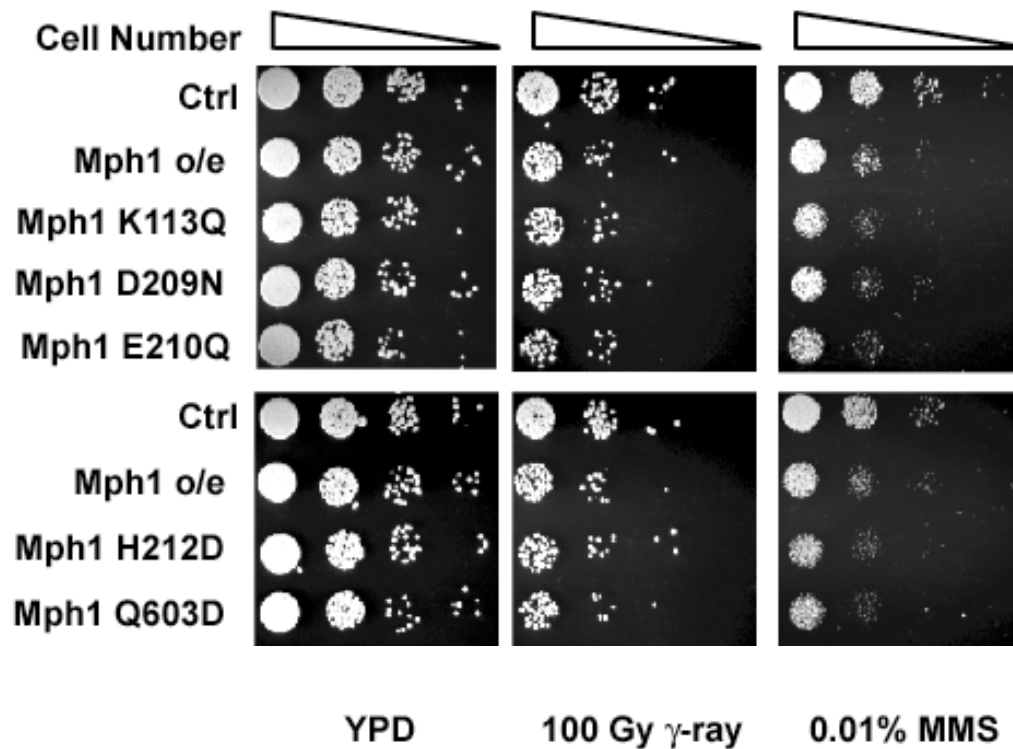 Cell Number
Ctrl
Mph1 o/e
Mph1 K113Q
Mph1 D209N
Mph1 E210Q
Ctrl
Mph1 o/e
Mph1 H212D
Mph1 Q603D
YPD 100 Gy γ-ray 0.01% MMS